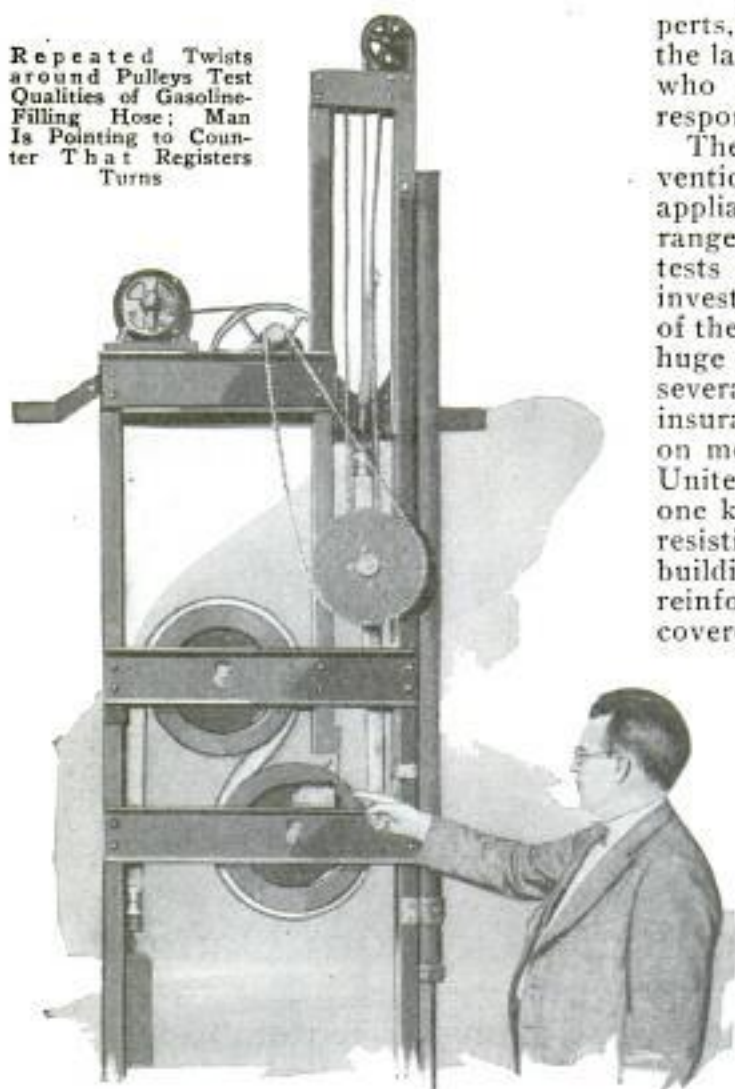 Repeated Twists
around Pulleys Test
Qualities of Gasoline-
Filling Hose; Man
Is Pointing to Coun-
ter That Registers
Turns
perts,
the la
who
respon
The
ventio
applia
range
tests
invest
of the
huge
severa
insura
on mo
Unite
one k
resisti
buildi
reinfo
cover